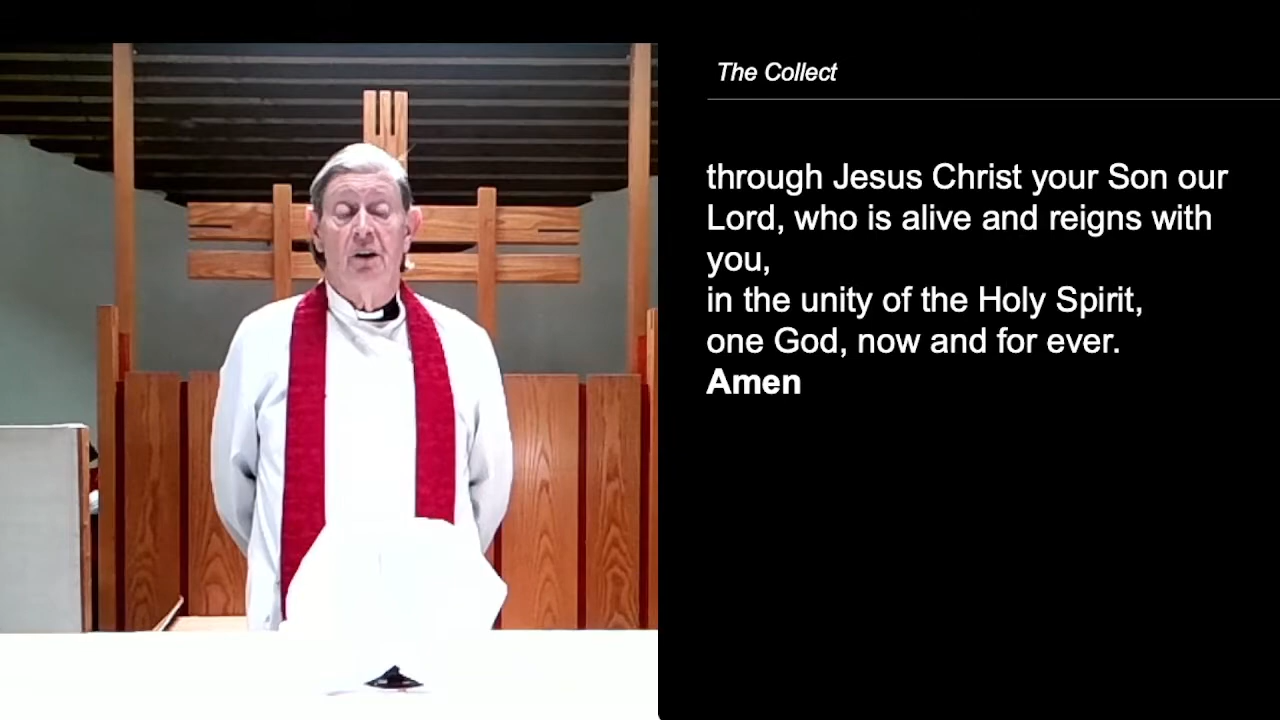 The Collect
through Jesus Christ your Son our
Lord, who is alive and reigns with
you,
in the unity of the Holy Spirit,
one God, now and for ever.
Amen